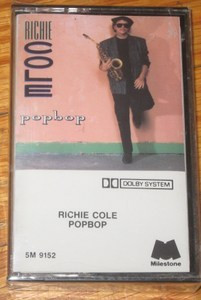 RICHIE
COLE
popbop
DOLBY SYSTEM
RICHIE COLE
POPBOP
5M 9152
Milestone